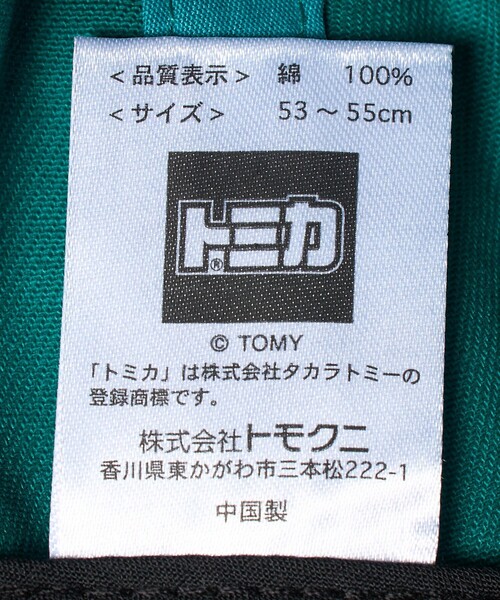 ＜品質表示＞ 綿 100%
＜サイズ＞ 53～55cm
トミカ®
© TOMY
「トミカ」は株式会社タカラトミーの
登録商標です。
株式会社トモクニ
香川県東かがわ市三本松222-1
中国製